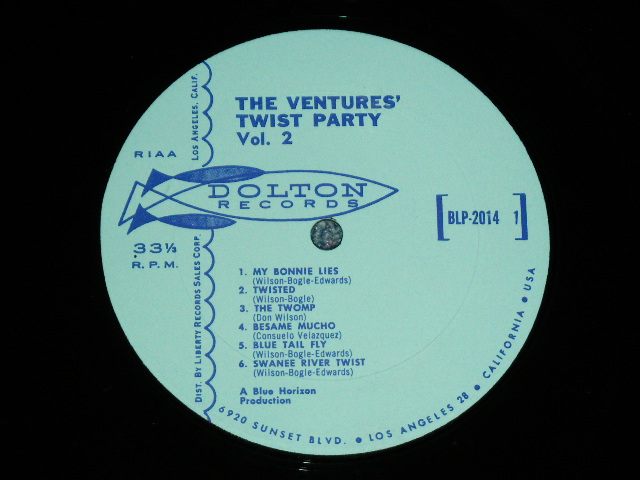 THE VENTURES'
TWIST PARTY
Vol. 2
LOS ANGELES, CALIF.
RIAA
DOLTON
RECORDS
BLP-2014 1
33⅓
R.P.M.
DIST. BY LIBERTY RECORDS SALES CORP.
1. MY BONNIE LIES
(Wilson-Bogle-Edwards)
2. TWISTED
(Wilson-Bogle)
3. THE TWOMP
(Don Wilson)
4. BESAME MUCHO
(Consuelo Velazquez)
5. BLUE TAIL FLY
(Wilson-Bogle-Edwards)
6. SWANEE RIVER TWIST
(Wilson-Bogle-Edwards)
A Blue Horizon
Production
6920 SUNSET BLVD. • LOS ANGELES 28 • CALIFORNIA • USA